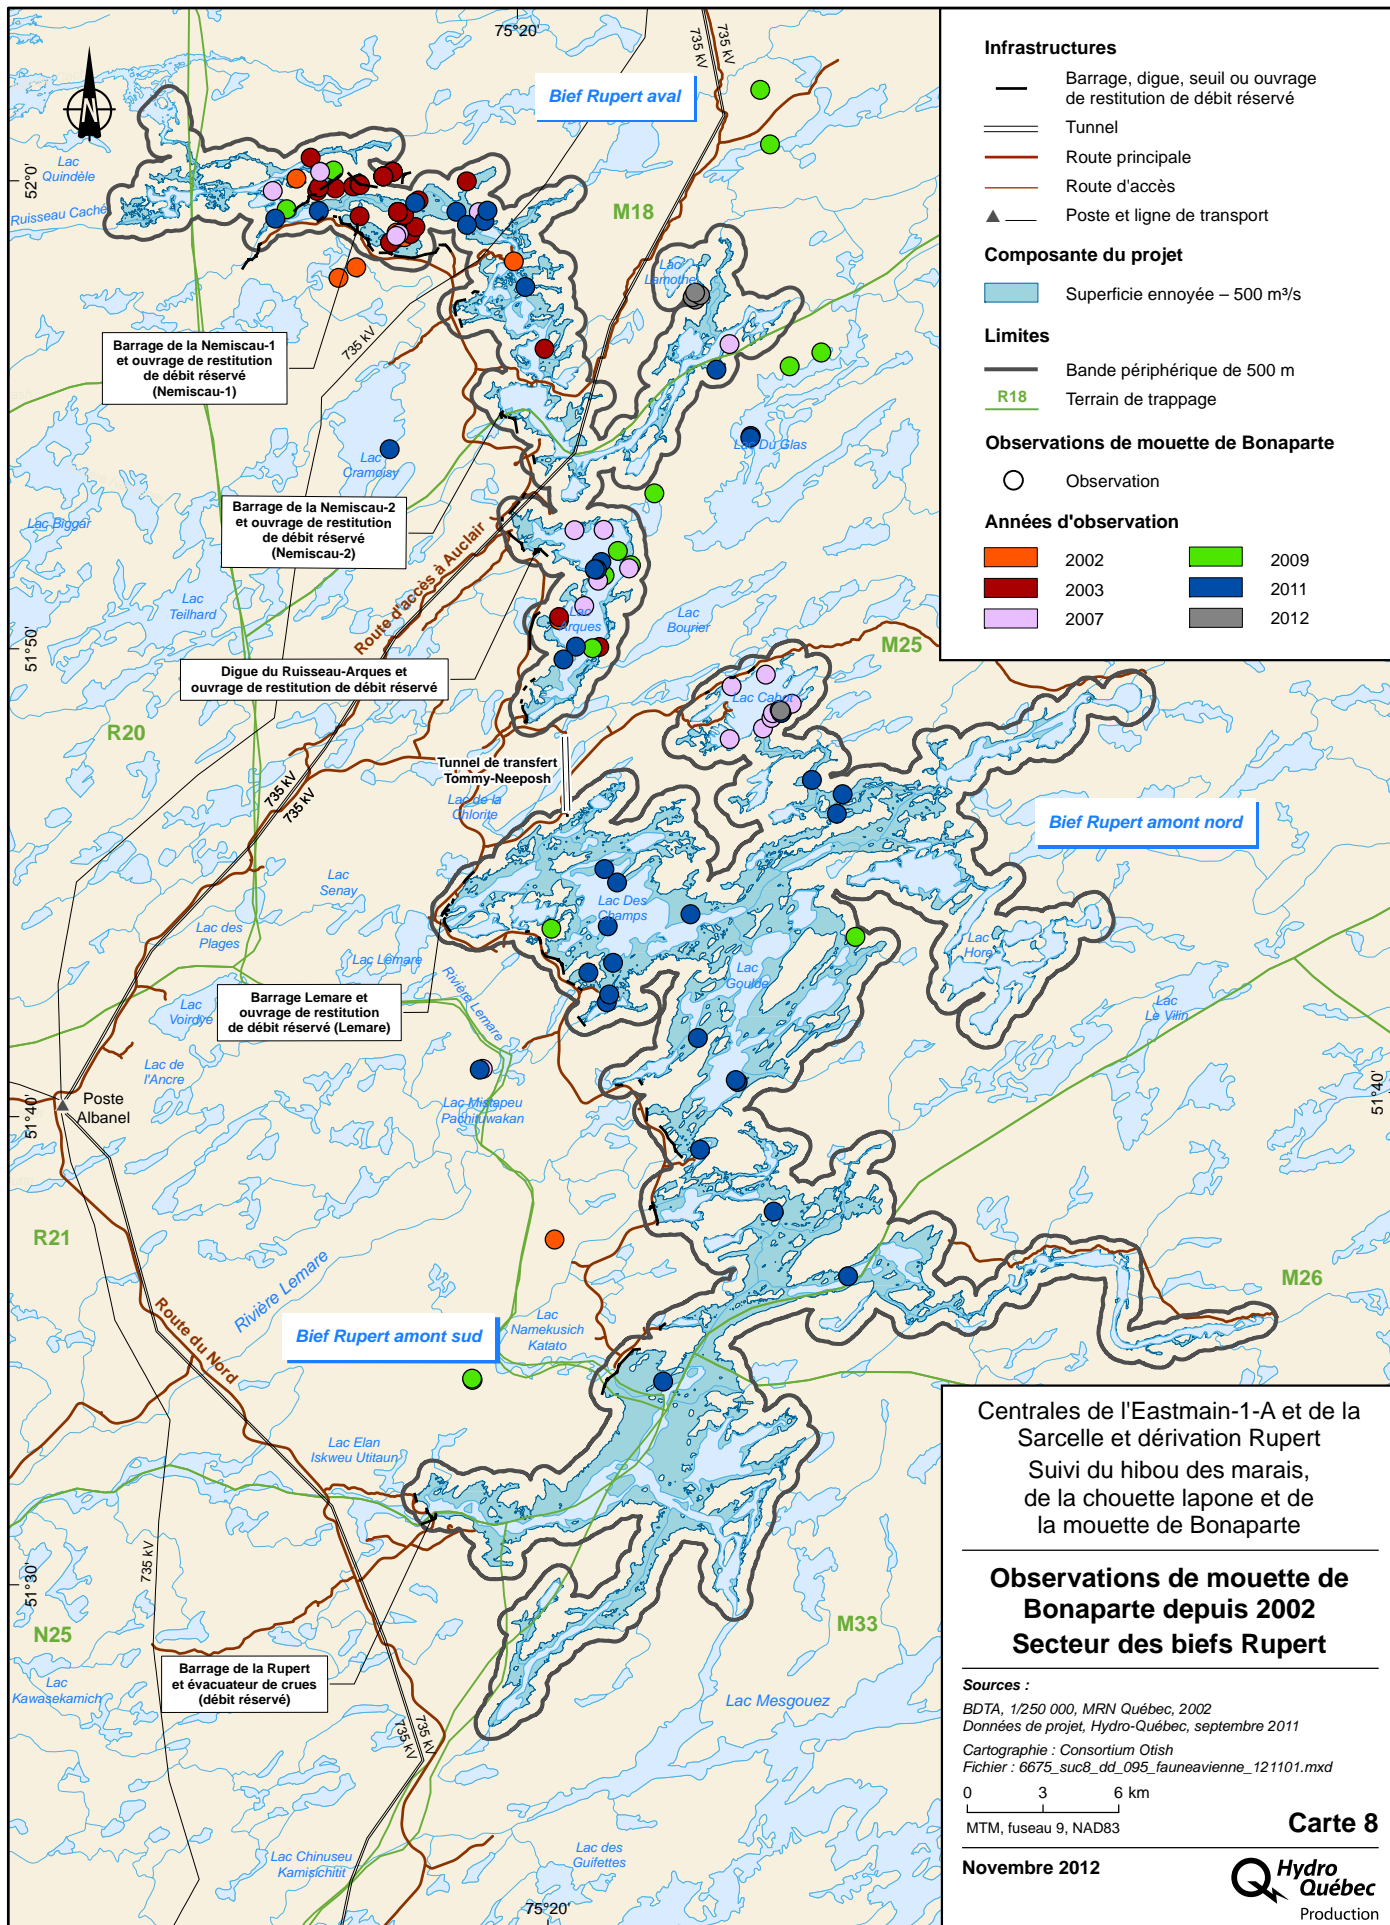 75°20'
735 kV
735 kV
Bief Rupert aval
Lac
Quindèle
52°0'
Ruisseau Caché
M18
Lac
Lamothe
735 kV
Barrage de la Nemiscau-1
et ouvrage de restitution
de débit réservé
(Nemiscau-1)
Lac
Cramoisy
Lac Du Glas
Barrage de la Nemiscau-2
et ouvrage de restitution
de débit réservé
(Nemiscau-2)
Lac Biggar
Route d'accès à Auclair
Lac
Teilhard
Lac
Arques
Lac
Bourier
51°50'
M25
Digue du Ruisseau-Arques et
ouvrage de restitution de débit réservé
Lac Cabot
R20
Tunnel de transfert
Tommy-Neeposh
735 kV
735 kV
Lac de la
Chlorite
Bief Rupert amont nord
Lac
Senay
Lac Des
Champs
Lac des
Plages
Lac
Hore
Lac Lemare
Lac
Goulde
Rivière Lemare
Barrage Lemare et
ouvrage de restitution
de débit réservé (Lemare)
Lac
Voirdye
Lac
Le Vilin
Lac de
l'Ancre
51°40'
51°40'
Poste
Albanel
Lac Mistapeu
Pachituwakan
R21
Rivière Lemare
M26
Route du Nord
Bief Rupert amont sud
Lac
Namekusich
Katato
Lac Elan
Iskweu Utitaun
735 kV
51°30'
N25
M33
Barrage de la Rupert
et évacuateur de crues
(débit réservé)
Lac
Kawasekamich
Lac Mesgouez
735 kV
735 kV
Lac Chinuseu
Kamisichitit
Lac des
Guifettes
75°20'
Infrastructures
Barrage, digue, seuil ou ouvrage
de restitution de débit réservé
Tunnel
Route principale
Route d'accès
Poste et ligne de transport
Composante du projet
Superficie ennoyée – 500 m³/s
Limites
Bande périphérique de 500 m
R18 Terrain de trappage
Observations de mouette de Bonaparte
Observation
Années d'observation
2002 2009
2003 2011
2007 2012
Centrales de l'Eastmain-1-A et de la
Sarcelle et dérivation Rupert
Suivi du hibou des marais,
de la chouette lapone et de
la mouette de Bonaparte
Observations de mouette de
Bonaparte depuis 2002
Secteur des biefs Rupert
Sources :
BDTA, 1/250 000, MRN Québec, 2002
Données de projet, Hydro-Québec, septembre 2011
Cartographie : Consortium Otish
Fichier : 6675_suc8_dd_095_fauneavienne_121101.mxd
0 3 6 km
MTM, fuseau 9, NAD83
Carte 8
Novembre 2012
Hydro
Québec
Production
N